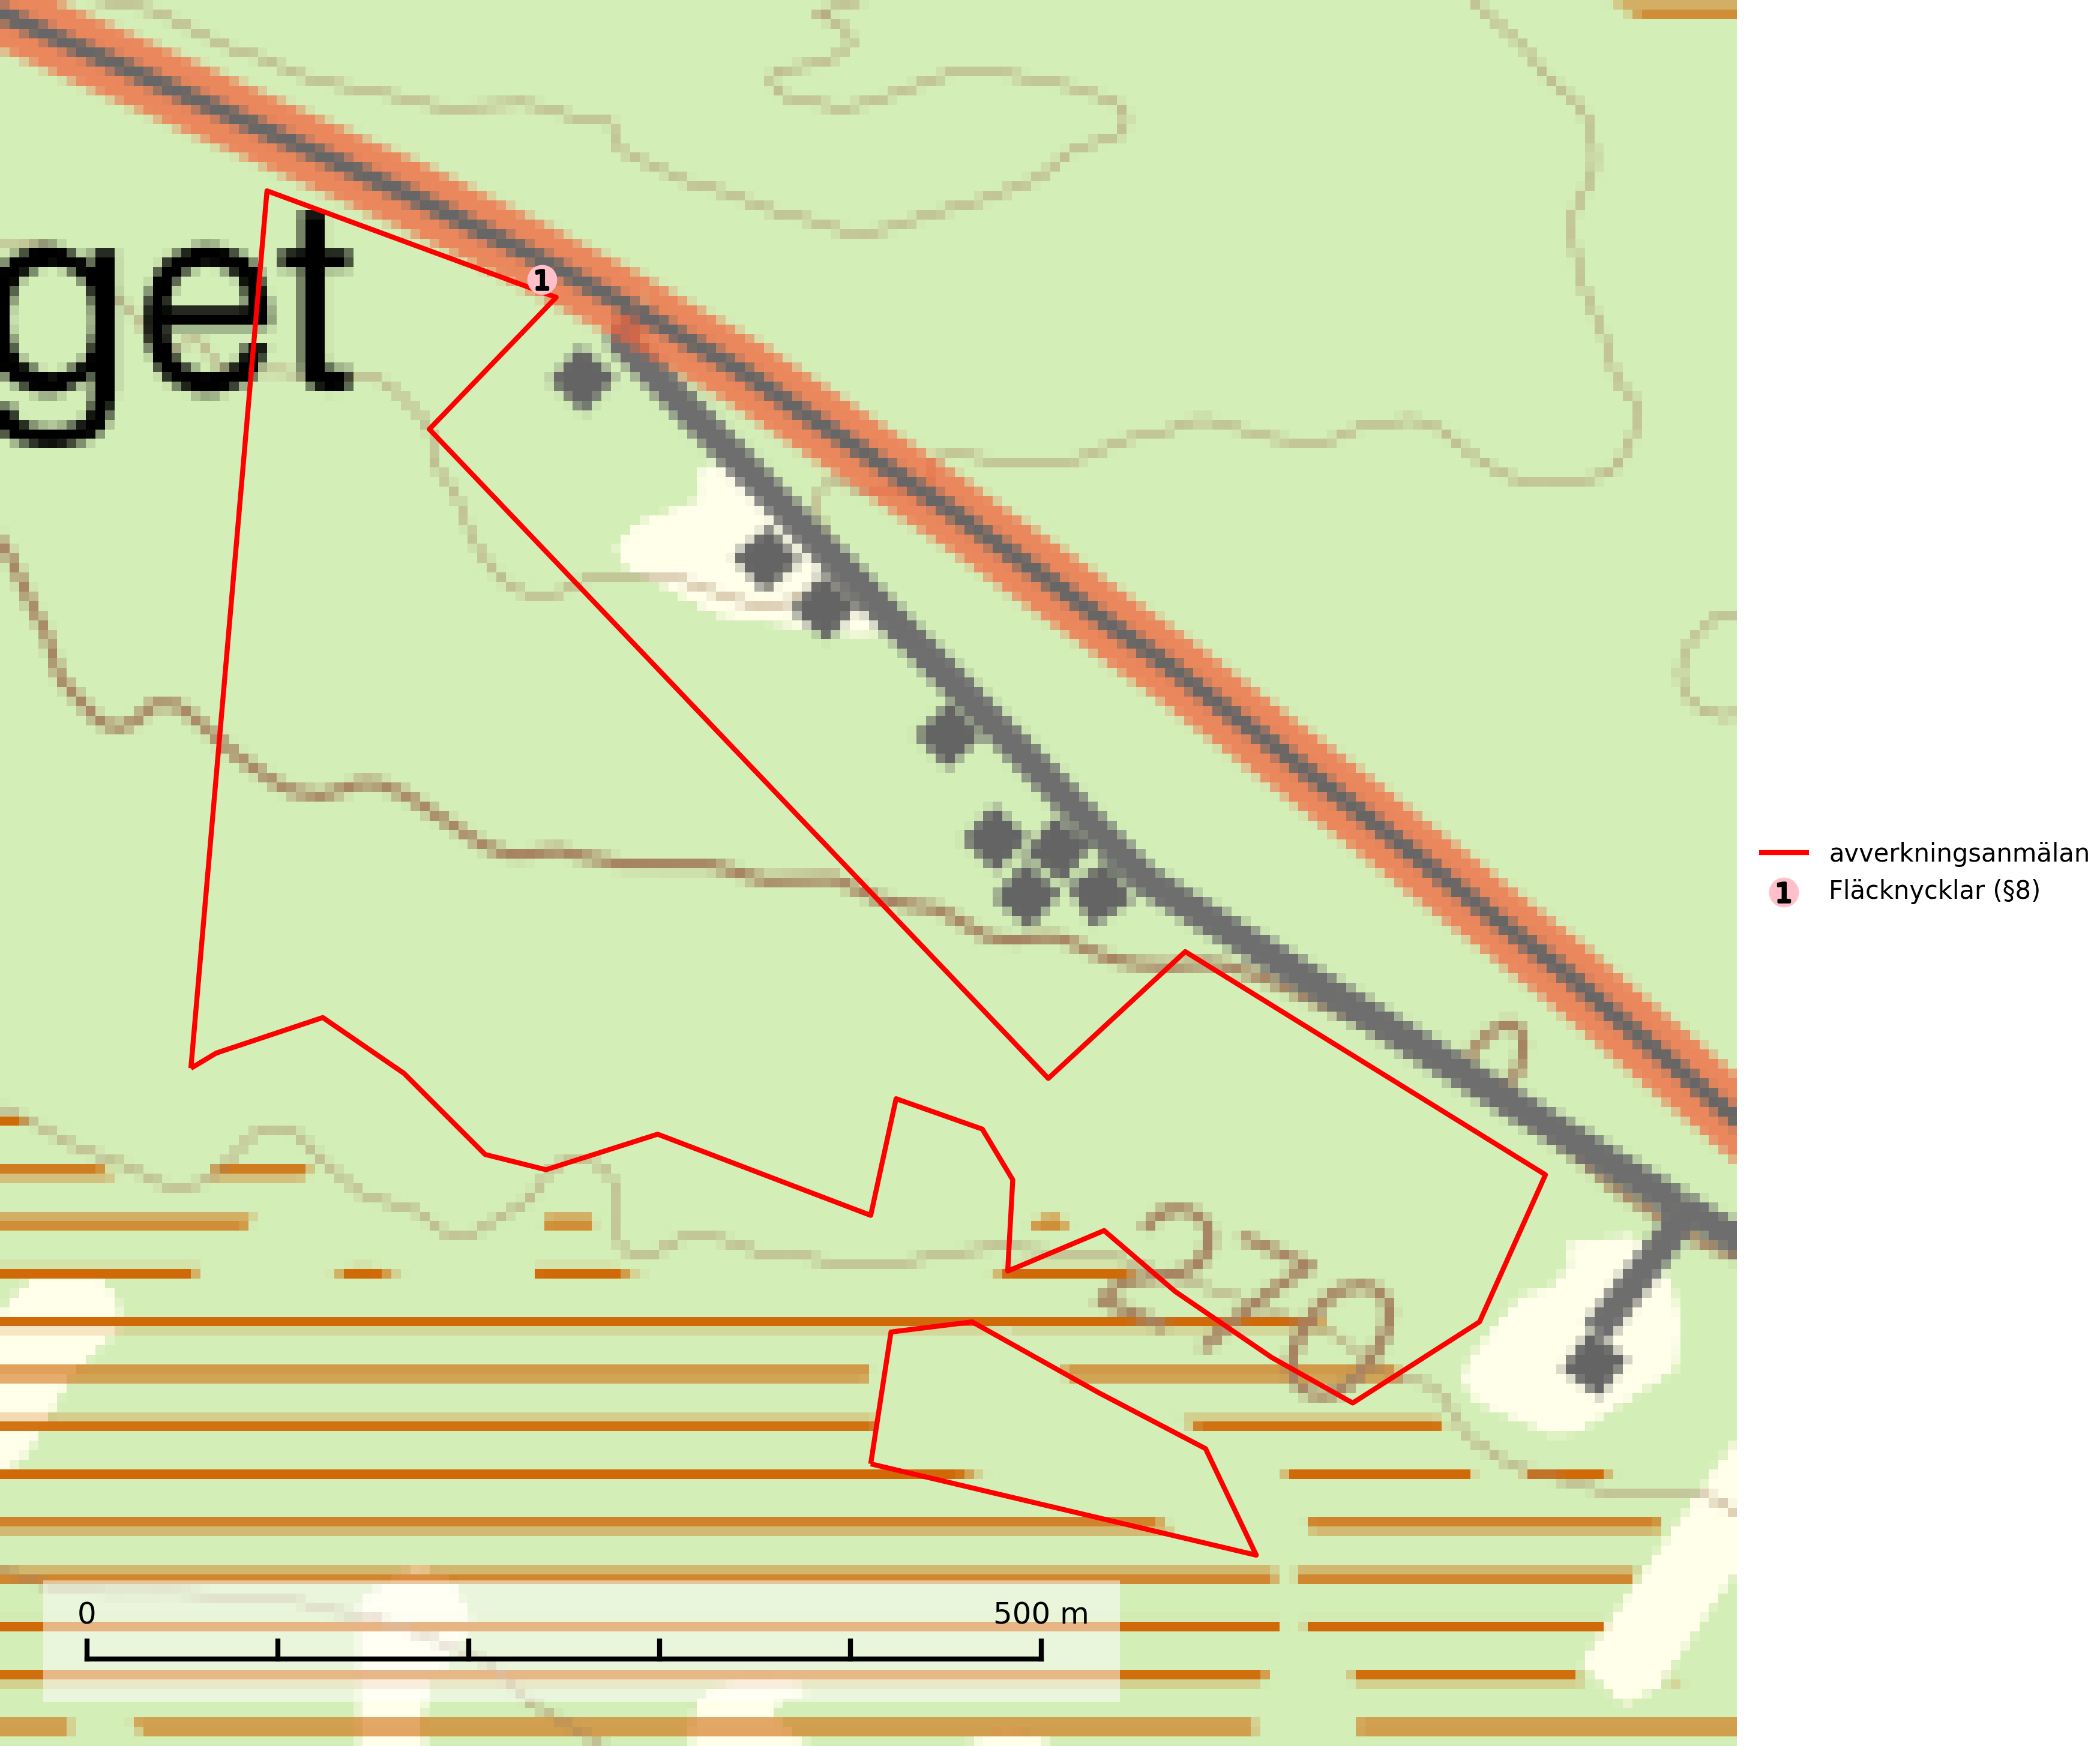 get
1
270
0 500 m
avverkningsanmälan
1 Fläcknycklar (§8)